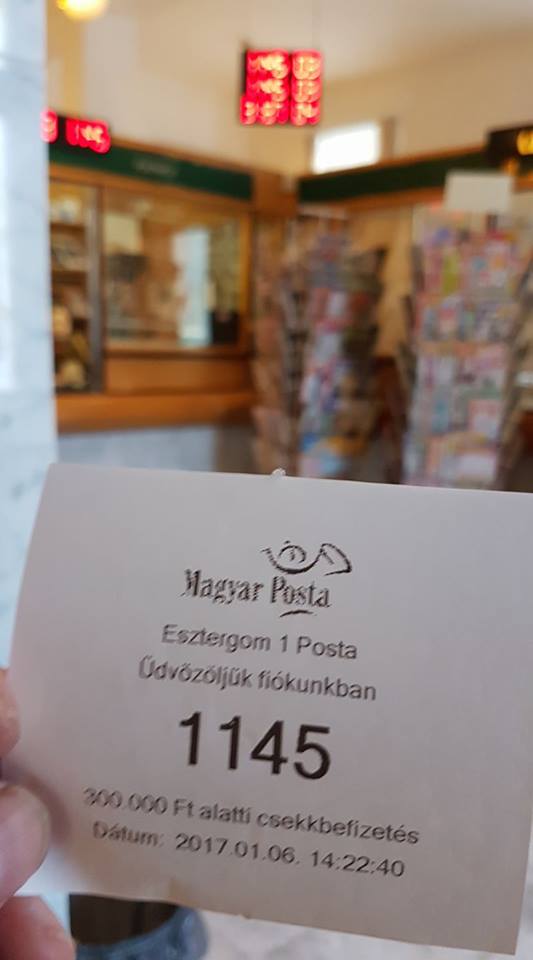 Magyar Posta
Esztergom 1 Posta
Üdvözöljük fiókunkban
1145
300.000 Ft alatti csekkbefizetés
Dátum: 2017.01.06. 14:22:40